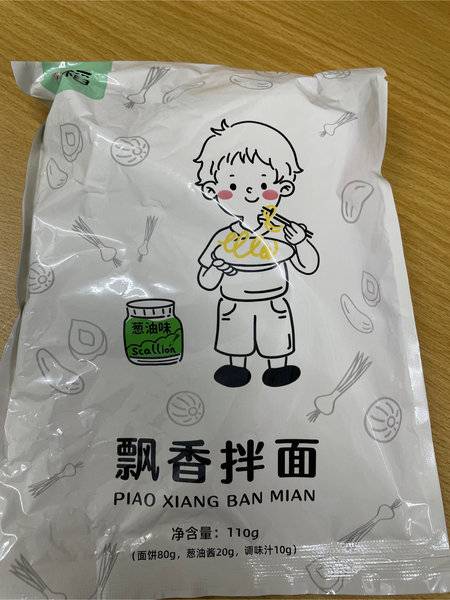 葱油味
scallion
飘香拌面
PIAO XIANG BAN MIAN
净含量：110g
(面饼80g，葱油酱20g，调味汁10g)